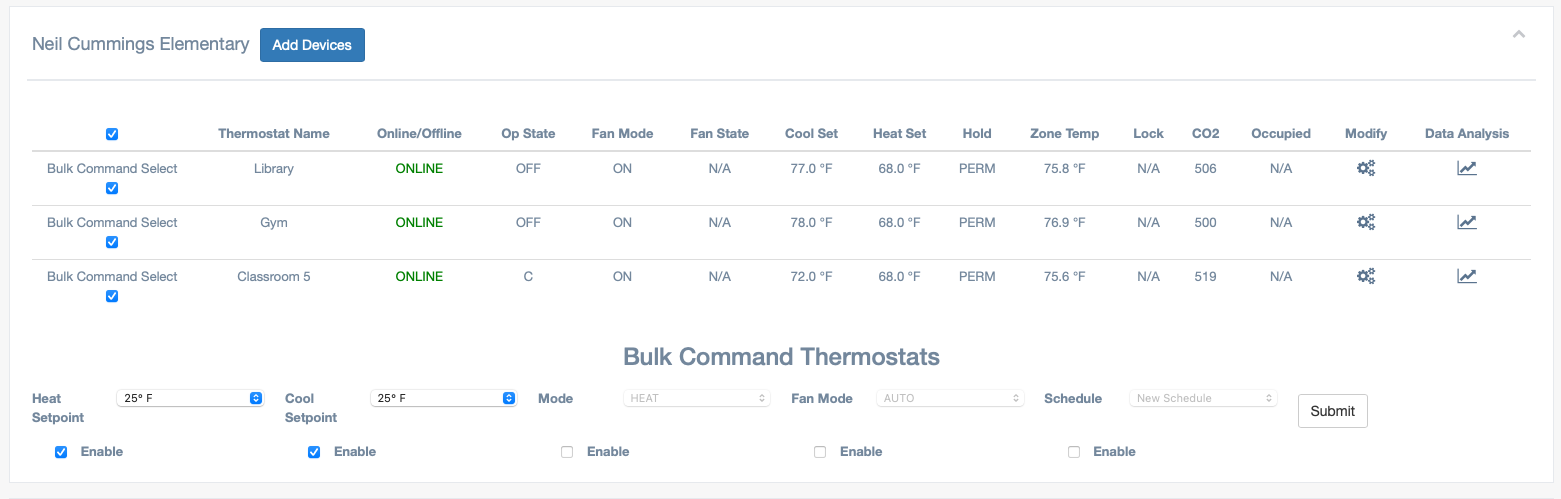 Neil Cummings Elementary Add Devices
Thermostat Name Online/Offline Op State Fan Mode Fan State Cool Set Heat Set Hold Zone Temp Lock CO2 Occupied Modify Data Analysis
Bulk Command Select Library ONLINE OFF ON N/A 77.0 °F 68.0 °F PERM 75.8 °F N/A 506 N/A
Bulk Command Select Gym ONLINE OFF ON N/A 78.0 °F 68.0 °F PERM 76.9 °F N/A 500 N/A
Bulk Command Select Classroom 5 ONLINE C ON N/A 72.0 °F 68.0 °F PERM 75.6 °F N/A 519 N/A
Bulk Command Thermostats
Heat Setpoint 25° F Cool Setpoint 25° F Mode HEAT Fan Mode AUTO Schedule New Schedule Submit
Enable Enable Enable Enable Enable